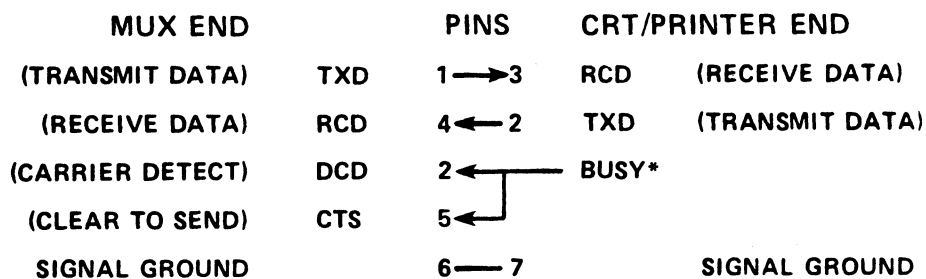 MUX END PINS CRT/PRINTER END
(TRANSMIT DATA) TXD 1 3 RCD (RECEIVE DATA)
(RECEIVE DATA) RCD 4 2 TXD (TRANSMIT DATA)
(CARRIER DETECT) DCD 2 BUSY*
(CLEAR TO SEND) CTS 5
SIGNAL GROUND 6 7 SIGNAL GROUND